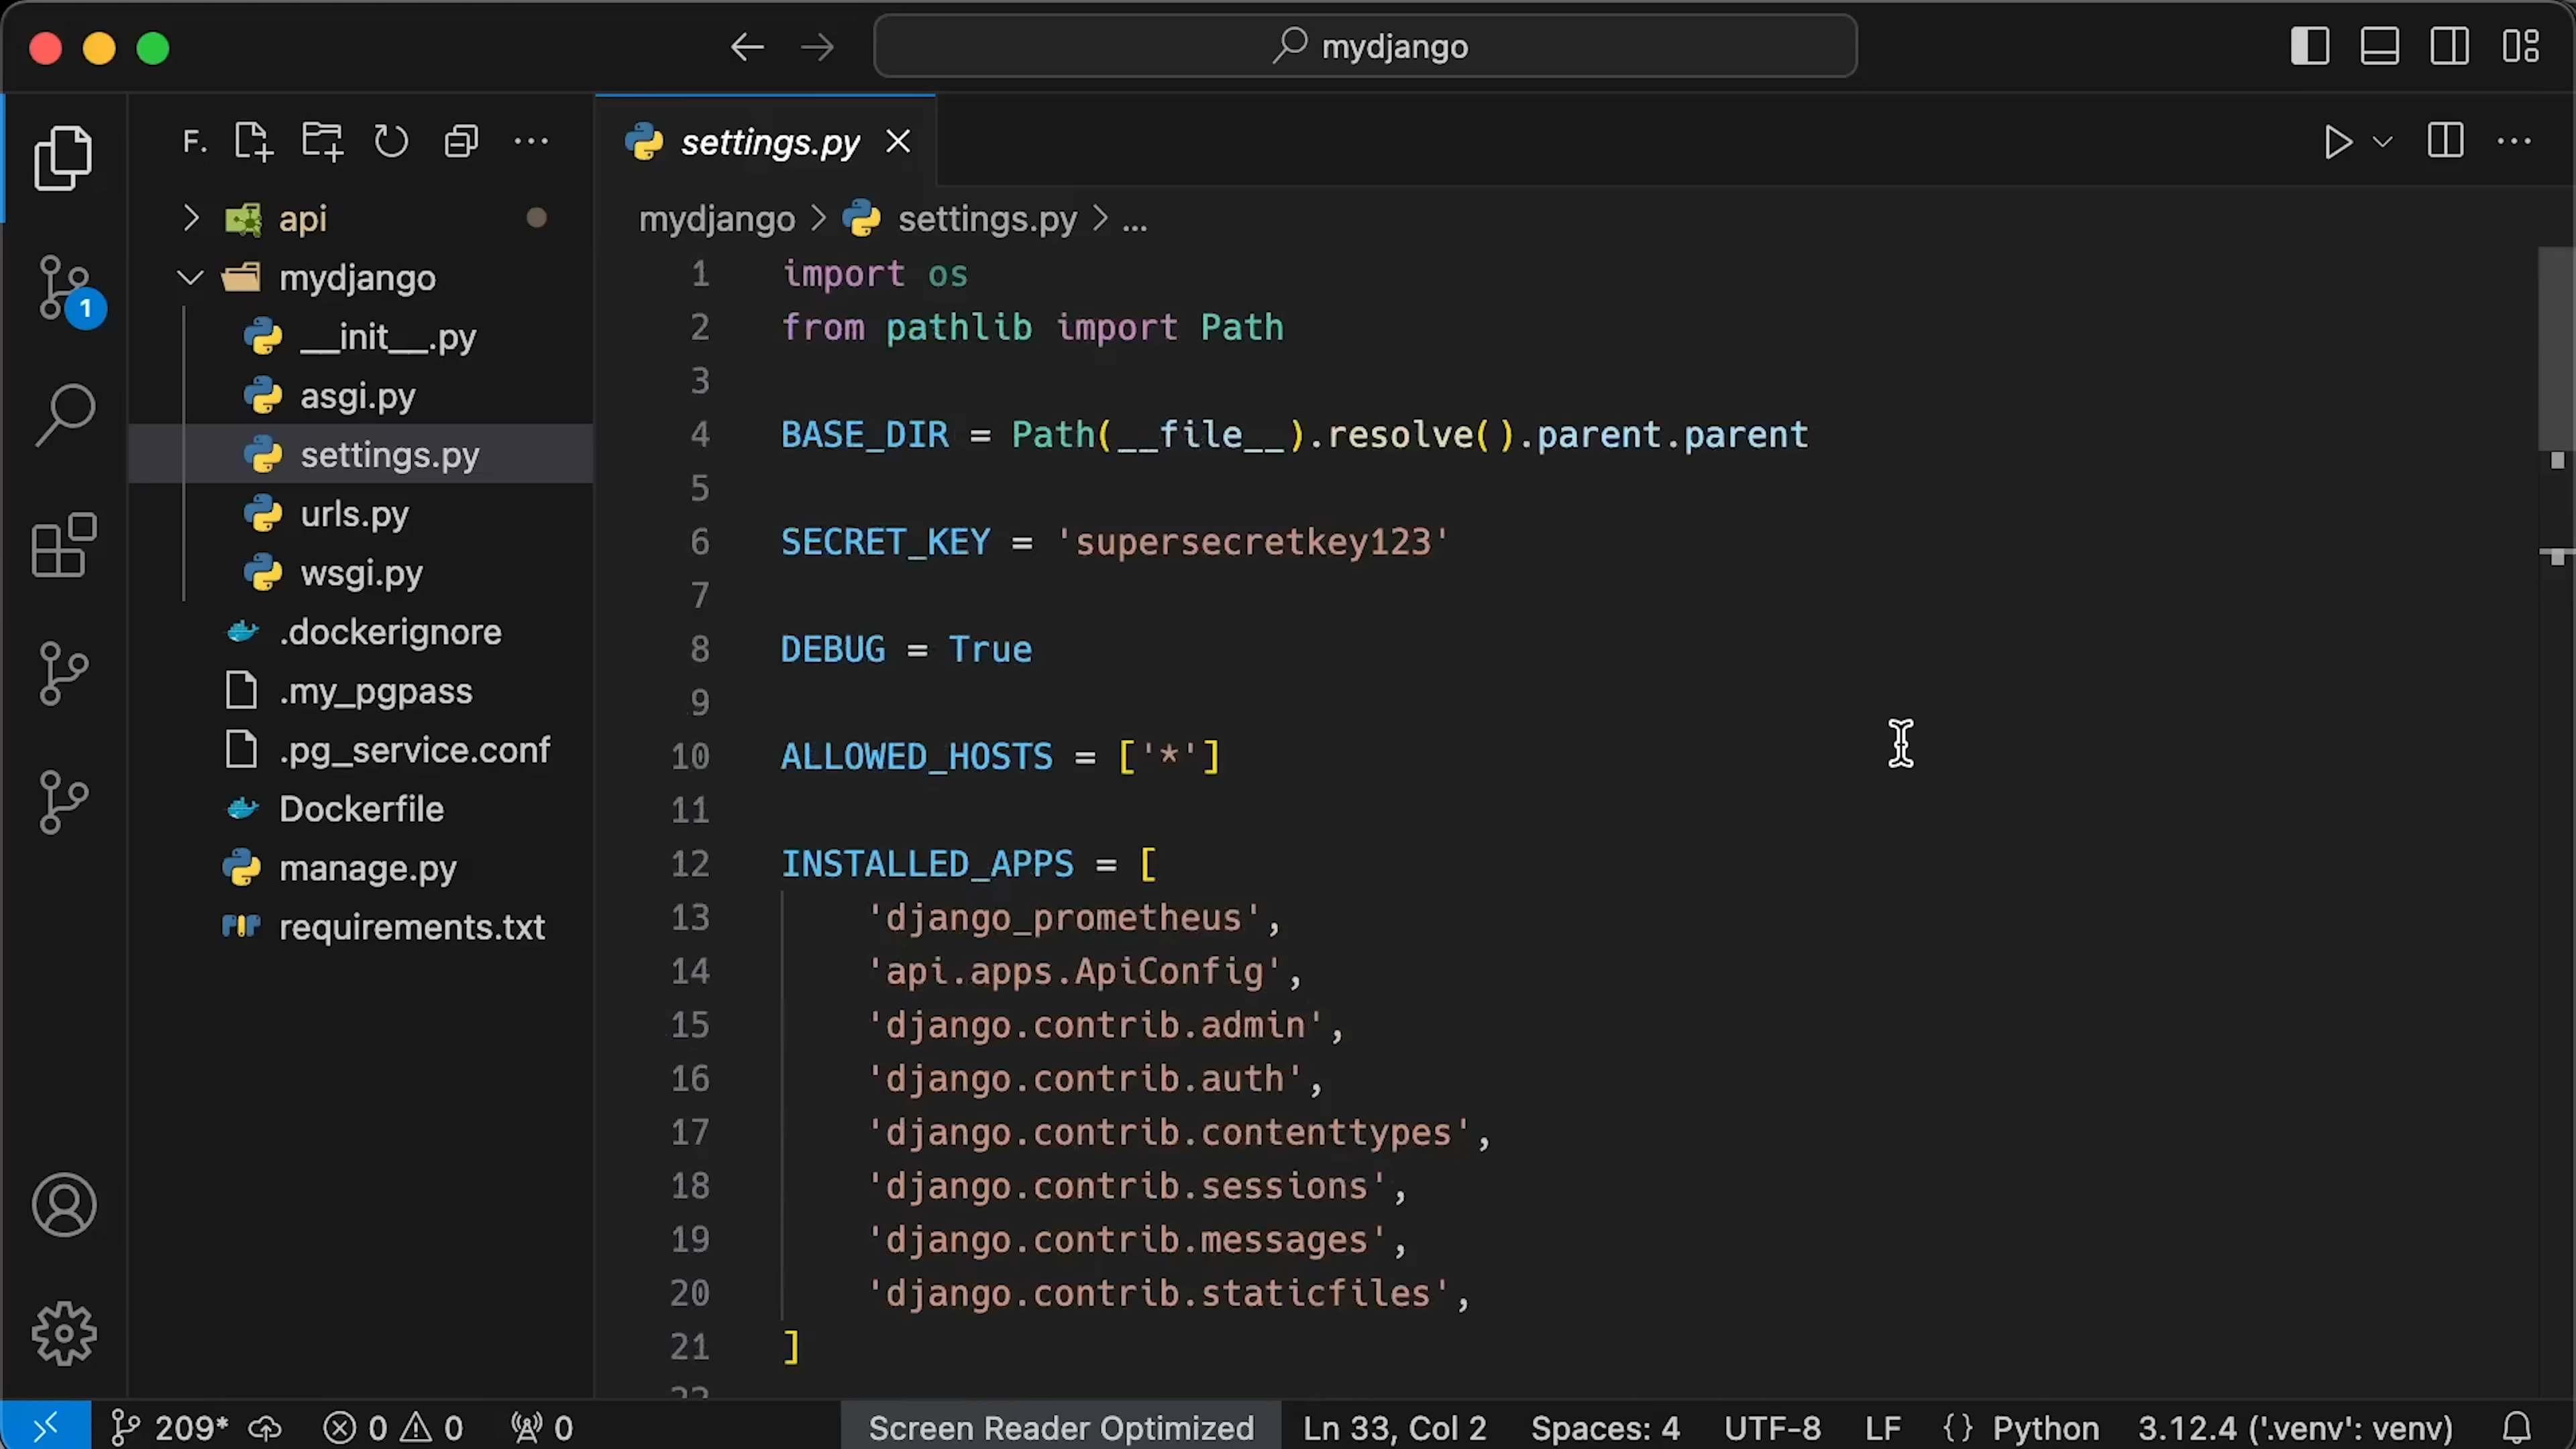 mydjango
F.
api
mydjango
__init__.py
asgi.py
settings.py
urls.py
wsgi.py
.dockerignore
.my_pgpass
.pg_service.conf
Dockerfile
manage.py
requirements.txt
1
settings.py
mydjango > settings.py > ...
1 import os
2 from pathlib import Path
3
4 BASE_DIR = Path(__file__).resolve().parent.parent
5
6 SECRET_KEY = 'supersecretkey123'
7
8 DEBUG = True
9
10 ALLOWED_HOSTS = ['*']
11
12 INSTALLED_APPS = [
13     'django_prometheus',
14     'api.apps.ApiConfig',
15     'django.contrib.admin',
16     'django.contrib.auth',
17     'django.contrib.contenttypes',
18     'django.contrib.sessions',
19     'django.contrib.messages',
20     'django.contrib.staticfiles',
21 ]
22
209* 0 0 0 Screen Reader Optimized Ln 33, Col 2 Spaces: 4 UTF-8 LF {} Python 3.12.4 ('.venv': venv)